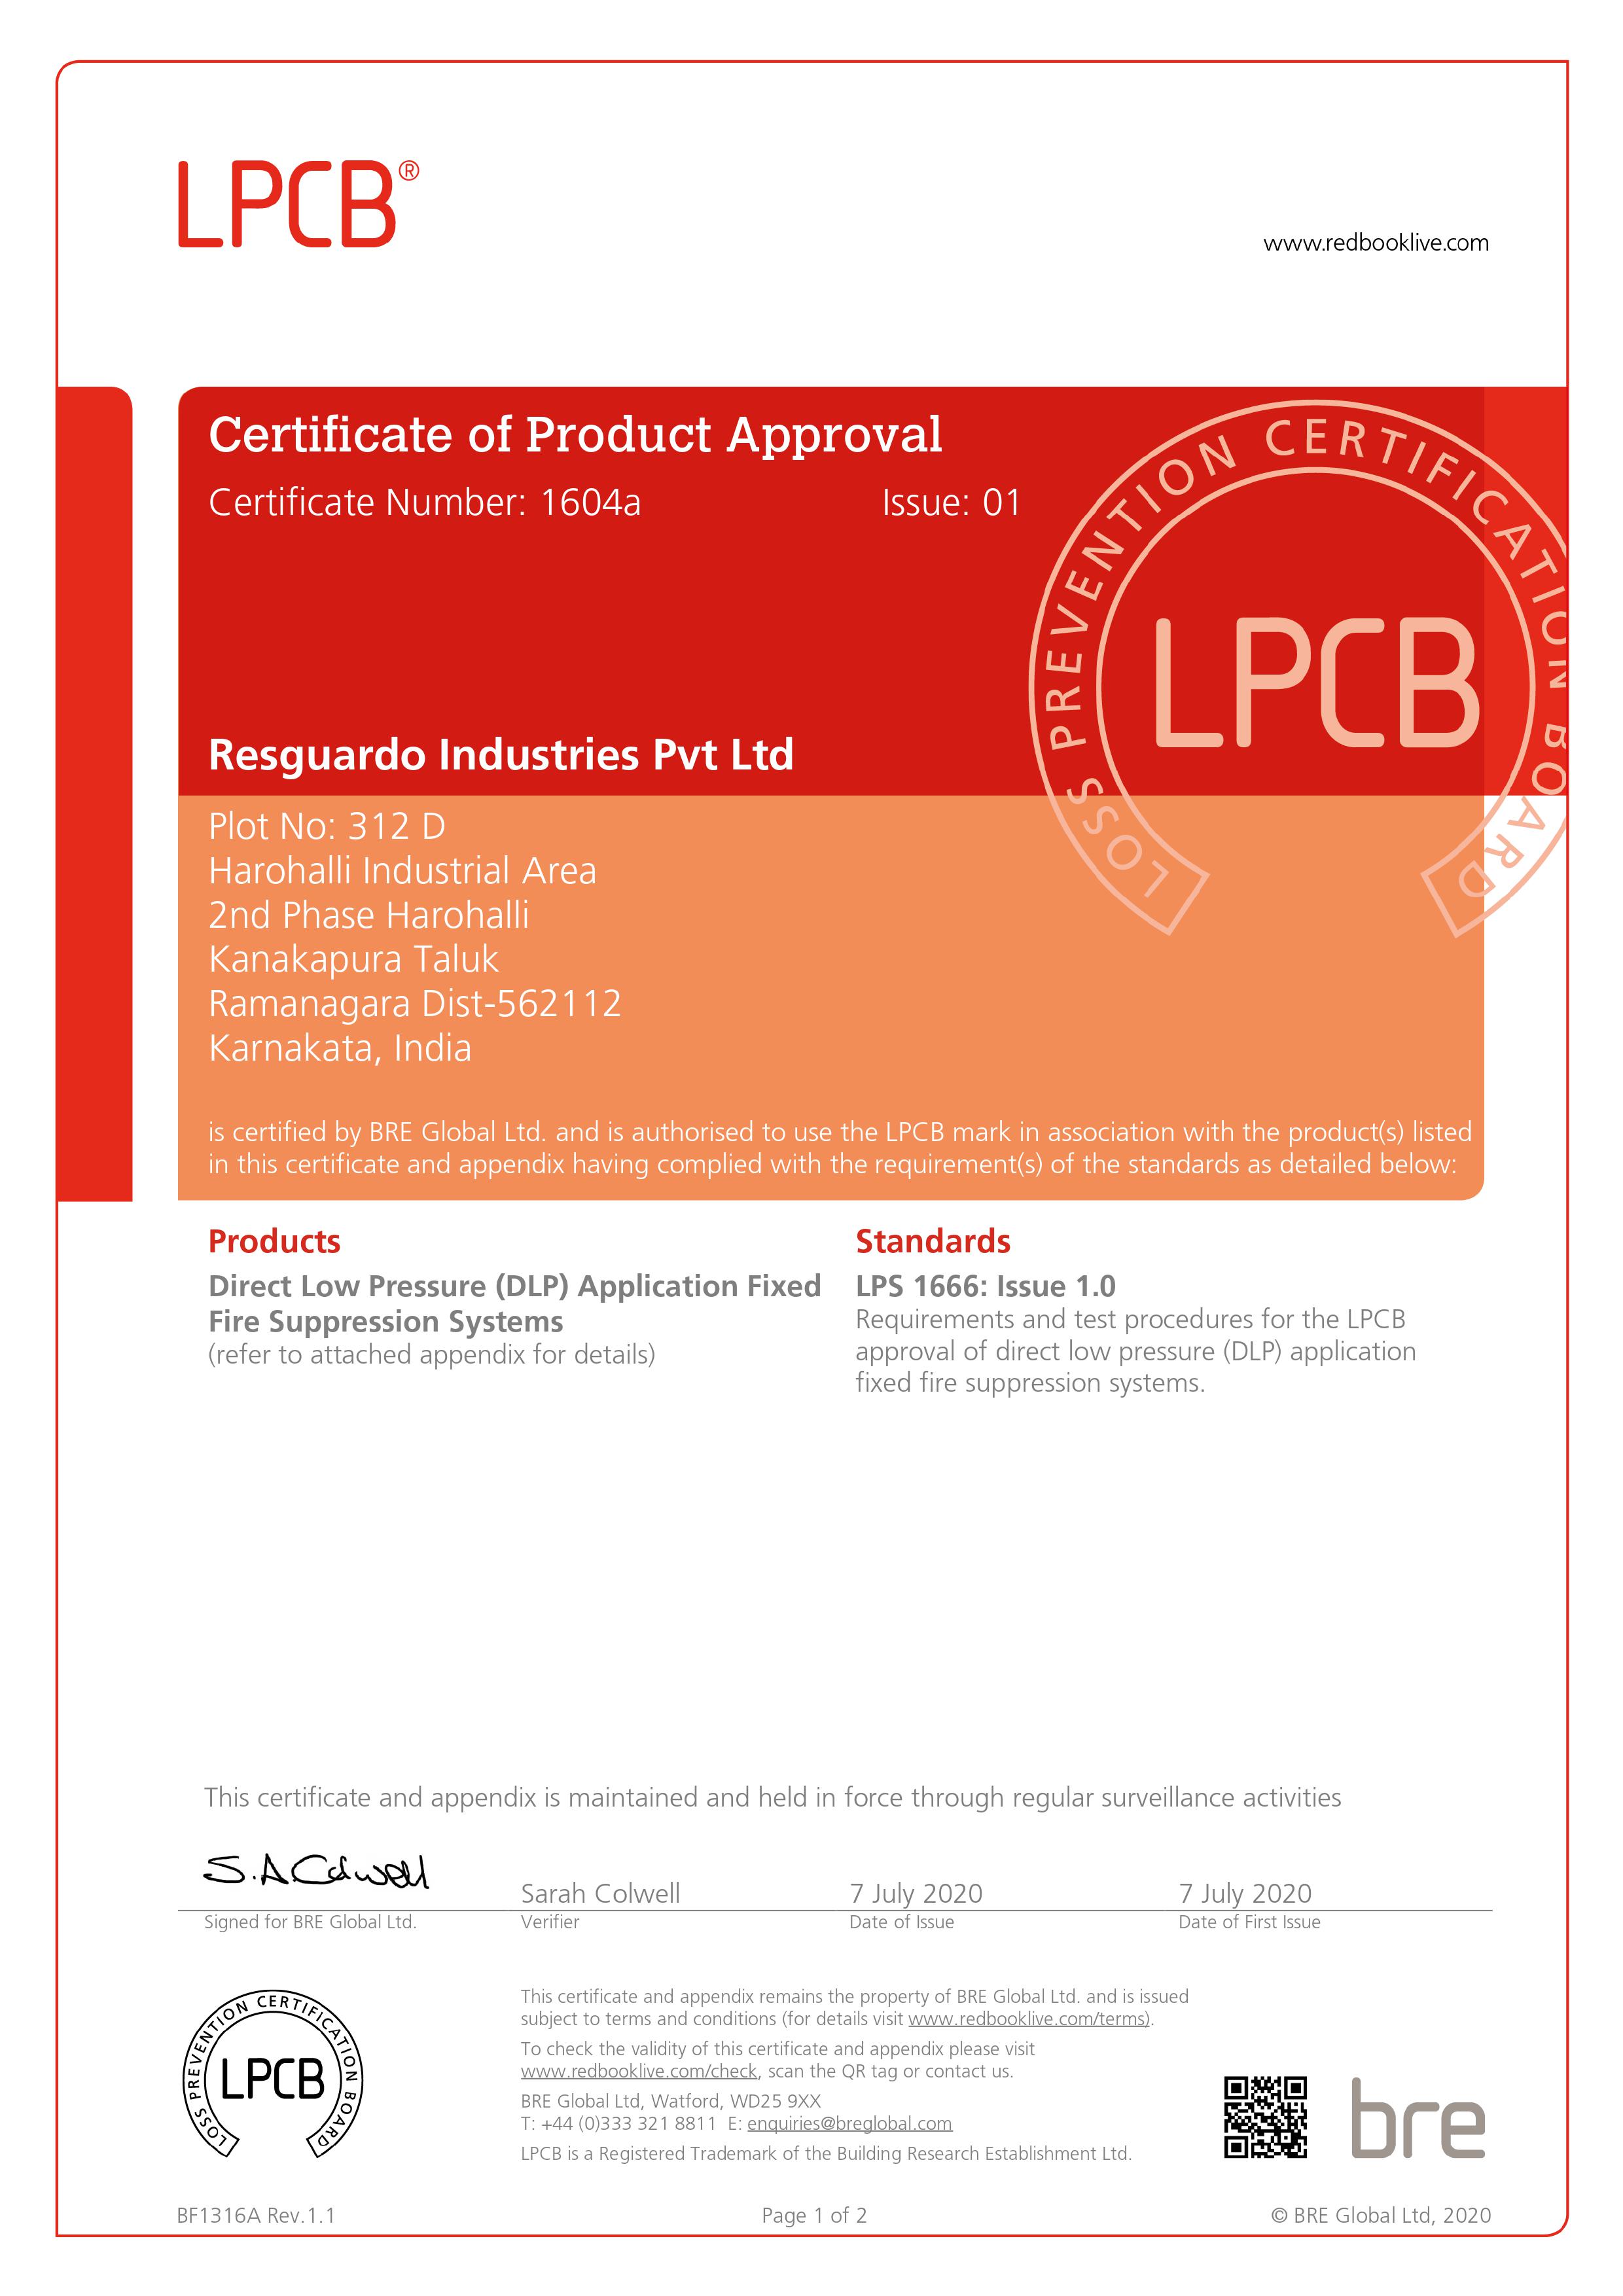 LPCB®
www.redbooklive.com
Certificate of Product Approval
Certificate Number: 1604a
Issue: 01
LOSS PREVENTION CERTIFICATION BOARD
LPCB
Resguardo Industries Pvt Ltd
Plot No: 312 D
Harohalli Industrial Area
2nd Phase Harohalli
Kanakapura Taluk
Ramanagara Dist-562112
Karnakata, India
is certified by BRE Global Ltd. and is authorised to use the LPCB mark in association with the product(s) listed
in this certificate and appendix having complied with the requirement(s) of the standards as detailed below:
Products
Direct Low Pressure (DLP) Application Fixed
Fire Suppression Systems
(refer to attached appendix for details)
Standards
LPS 1666: Issue 1.0
Requirements and test procedures for the LPCB
approval of direct low pressure (DLP) application
fixed fire suppression systems.
This certificate and appendix is maintained and held in force through regular surveillance activities
S.A Colwell
Sarah Colwell
7 July 2020
7 July 2020
Signed for BRE Global Ltd.
Verifier
Date of Issue
Date of First Issue
LOSS PREVENTION CERTIFICATION BOARD
LPCB
This certificate and appendix remains the property of BRE Global Ltd. and is issued
subject to terms and conditions (for details visit www.redbooklive.com/terms).
To check the validity of this certificate and appendix please visit
www.redbooklive.com/check, scan the QR tag or contact us.
BRE Global Ltd, Watford, WD25 9XX
T: +44 (0)333 321 8811 E: enquiries@breglobal.com
LPCB is a Registered Trademark of the Building Research Establishment Ltd.
bre
BF1316A Rev.1.1
Page 1 of 2
© BRE Global Ltd, 2020